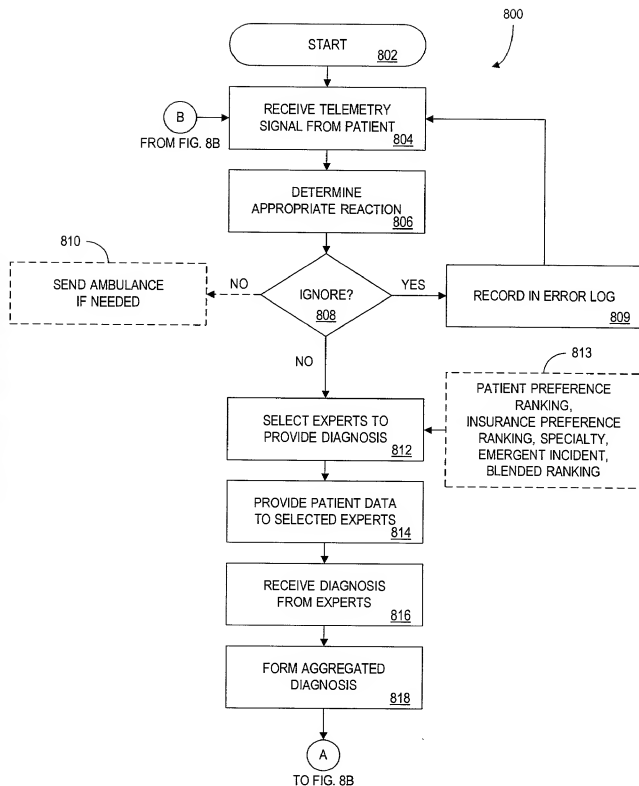 800
START
802
B
FROM FIG. 8B
RECEIVE TELEMETRY
SIGNAL FROM PATIENT
804
DETERMINE
APPROPRIATE REACTION
806
810
SEND AMBULANCE
IF NEEDED
NO
IGNORE?
808
YES
RECORD IN ERROR LOG
809
NO
813
PATIENT PREFERENCE
RANKING,
INSURANCE PREFERENCE
RANKING, SPECIALTY,
EMERGENT INCIDENT,
BLENDED RANKING
SELECT EXPERTS TO
PROVIDE DIAGNOSIS
812
PROVIDE PATIENT DATA
TO SELECTED EXPERTS
814
RECEIVE DIAGNOSIS
FROM EXPERTS
816
FORM AGGREGATED
DIAGNOSIS
818
A
TO FIG. 8B